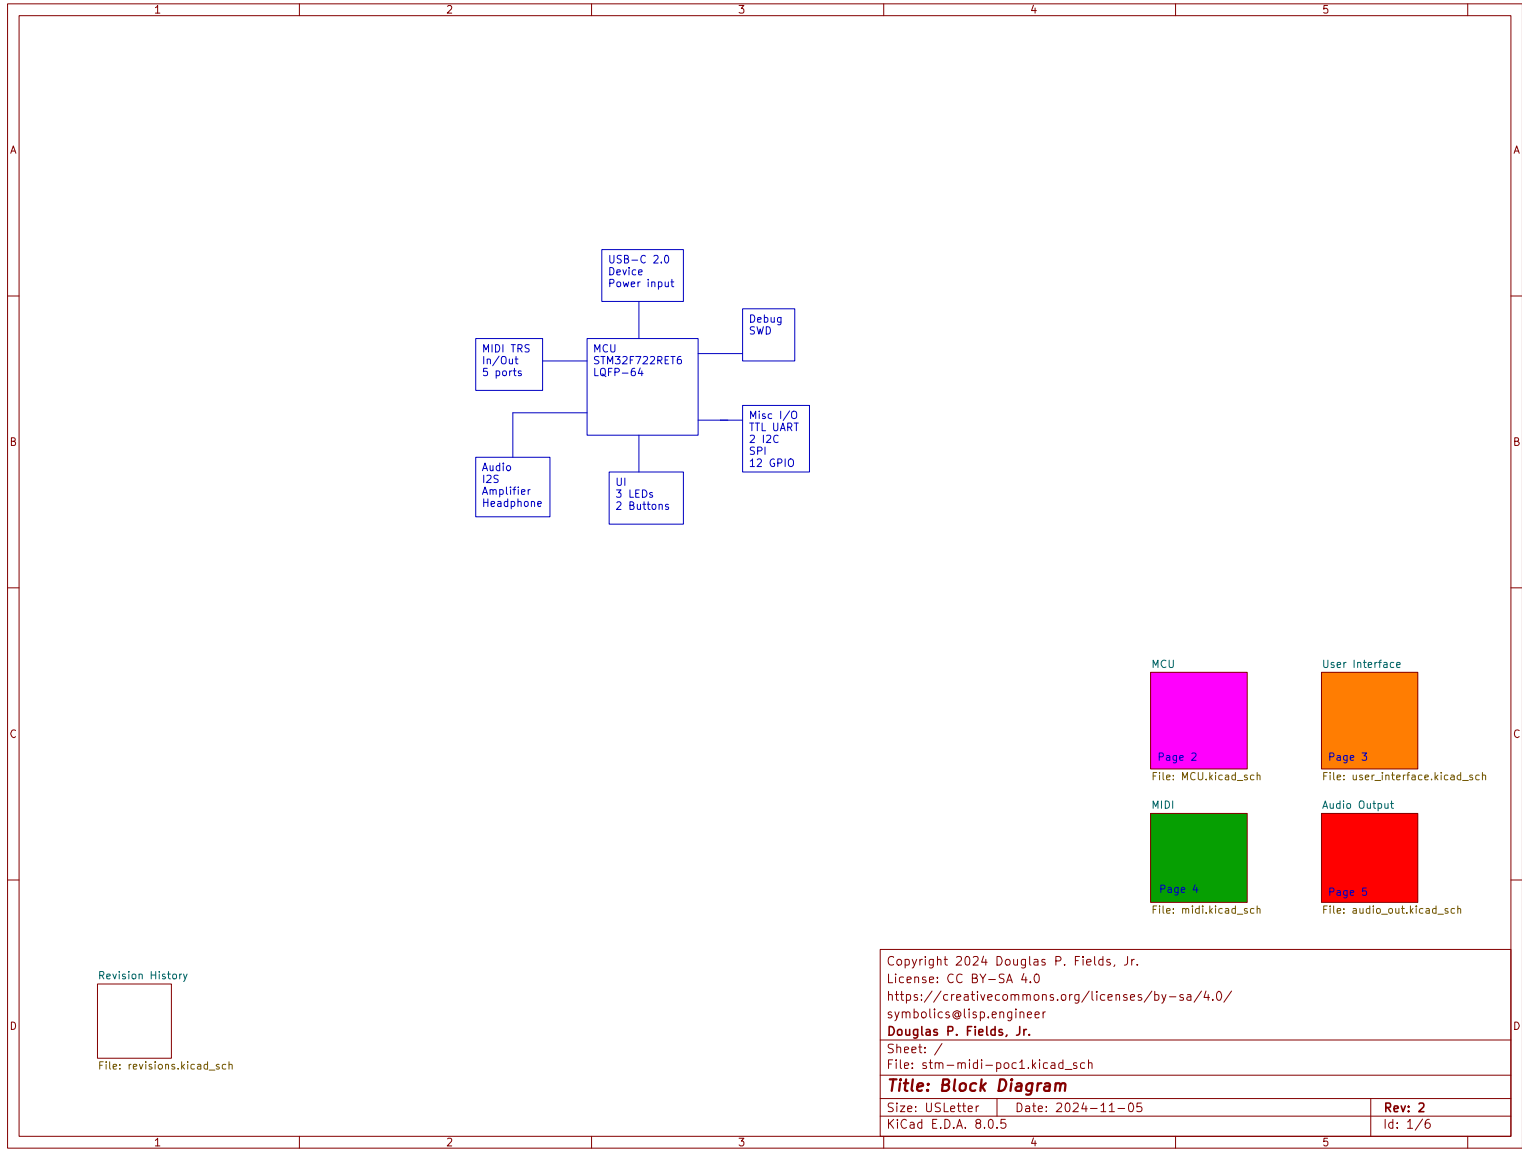 1 2 3 4 5
A A
USB-C 2.0
Device
Power input
Debug
SWD
MIDI TRS
In/Out
5 ports
MCU
STM32F722RET6
LQFP-64
B B
Misc I/O
TTL UART
2 I2C
SPI
12 GPIO
Audio
I2S
Amplifier
Headphone
UI
3 LEDs
2 Buttons
MCU
Page 2
File: MCU.kicad_sch
User Interface
Page 3
File: user_interface.kicad_sch
C C
MIDI
Page 4
File: midi.kicad_sch
Audio Output
Page 5
File: audio_out.kicad_sch
Revision History
File: revisions.kicad_sch
D D
Copyright 2024 Douglas P. Fields, Jr.
License: CC BY-SA 4.0
https://creativecommons.org/licenses/by-sa/4.0/
symbolics@lisp.engineer
Douglas P. Fields, Jr.
Sheet: /
File: stm-midi-poc1.kicad_sch
Title: Block Diagram
Size: USLetter Date: 2024-11-05 Rev: 2
KiCad E.D.A. 8.0.5 Id: 1/6
1 2 3 4 5